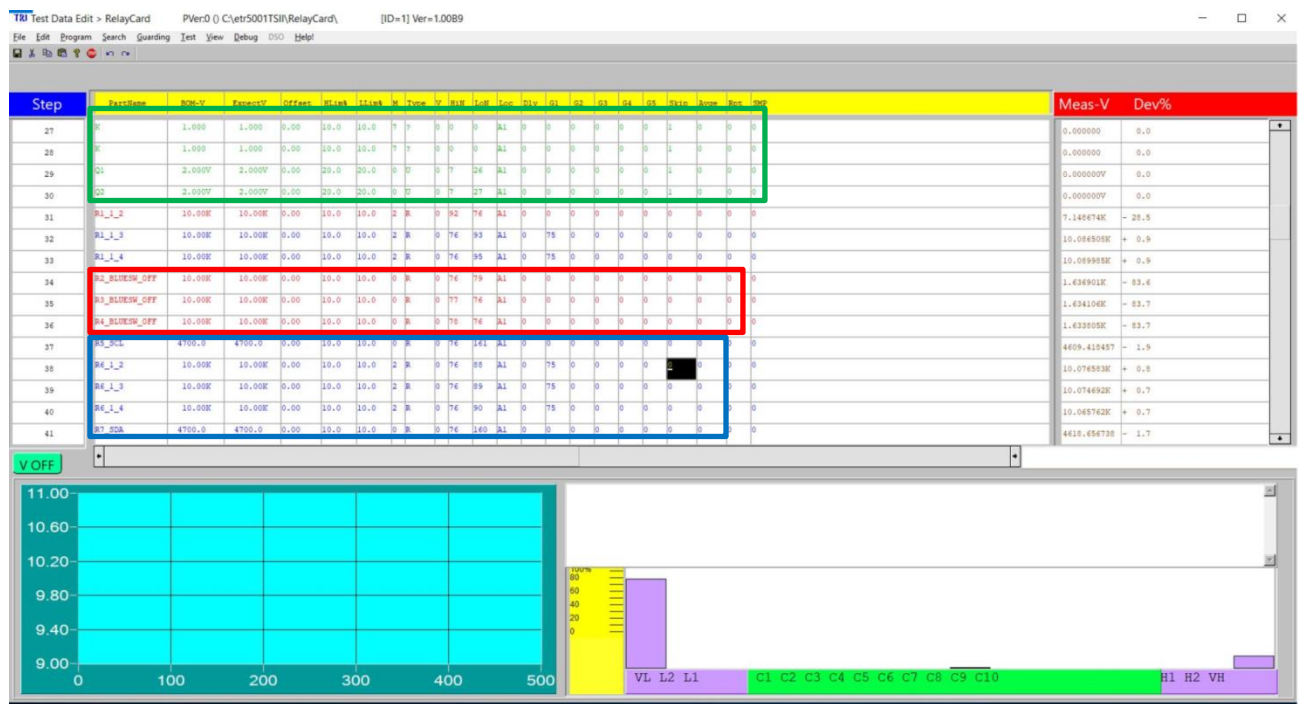 TRI Test Data Edit > RelayCard PVer:0 () C:\etr5001TSII\RelayCard\ [ID=1] Ver=1.00B9
File Edit Program Search Guarding Test View Debug DSO Help!
Step PartName BOM-V ExpectV Offset HLim% LLim% M Type V HiN LoN Loc Dly G1 G2 G3 G4 G5 Skip Avge Rpt SMP Meas-V Dev%
27 K 1.000 1.000 0.00 10.0 10.0 7 ? 0 0 0 A1 0 0 0 0 0 0 1 0 0 0 0.000000 0.0
28 K 1.000 1.000 0.00 10.0 10.0 7 ? 0 0 0 A1 0 0 0 0 0 0 1 0 0 0 0.000000 0.0
29 Q1 2.000V 2.000V 0.00 20.0 20.0 0 U 0 7 26 A1 0 0 0 0 0 0 1 0 0 0 0.000000V 0.0
30 Q2 2.000V 2.000V 0.00 20.0 20.0 0 U 0 7 27 A1 0 0 0 0 0 0 1 0 0 0 0.000000V 0.0
31 R1_1_2 10.00K 10.00K 0.00 10.0 10.0 2 R 0 92 76 A1 0 0 0 0 0 0 0 0 0 0 7.148674K - 28.5
32 R1_1_3 10.00K 10.00K 0.00 10.0 10.0 2 R 0 76 93 A1 0 75 0 0 0 0 0 0 0 0 10.086508K + 0.9
33 R1_1_4 10.00K 10.00K 0.00 10.0 10.0 2 R 0 76 95 A1 0 75 0 0 0 0 0 0 0 0 10.089985K + 0.9
34 R2_BLUESW_OFF 10.00K 10.00K 0.00 10.0 10.0 0 R 0 76 79 A1 0 0 0 0 0 0 0 0 0 0 1.636901K - 83.6
35 R3_BLUESW_OFF 10.00K 10.00K 0.00 10.0 10.0 0 R 0 77 76 A1 0 0 0 0 0 0 0 0 0 0 1.634106K - 83.7
36 R4_BLUESW_OFF 10.00K 10.00K 0.00 10.0 10.0 0 R 0 78 76 A1 0 0 0 0 0 0 0 0 0 0 1.633805K - 83.7
37 R5_SCL 4700.0 4700.0 0.00 10.0 10.0 0 R 0 76 161 A1 0 0 0 0 0 0 0 0 0 0 4609.418457 - 1.9
38 R6_1_2 10.00K 10.00K 0.00 10.0 10.0 2 R 0 76 88 A1 0 75 0 0 0 0 0 0 0 10.076583K + 0.8
39 R6_1_3 10.00K 10.00K 0.00 10.0 10.0 2 R 0 76 89 A1 0 75 0 0 0 0 0 0 0 0 10.074692K + 0.7
40 R6_1_4 10.00K 10.00K 0.00 10.0 10.0 2 R 0 76 90 A1 0 75 0 0 0 0 0 0 0 0 10.065762K + 0.7
41 R7_SDA 4700.0 4700.0 0.00 10.0 10.0 0 R 0 76 160 A1 0 0 0 0 0 0 0 0 0 0 4618.656738 - 1.7
V OFF
11.00
10.60
10.20
9.80
9.40
9.00
0 100 200 300 400 500
100%
80
60
40
20
0
VL L2 L1 C1 C2 C3 C4 C5 C6 C7 C8 C9 C10 H1 H2 VH